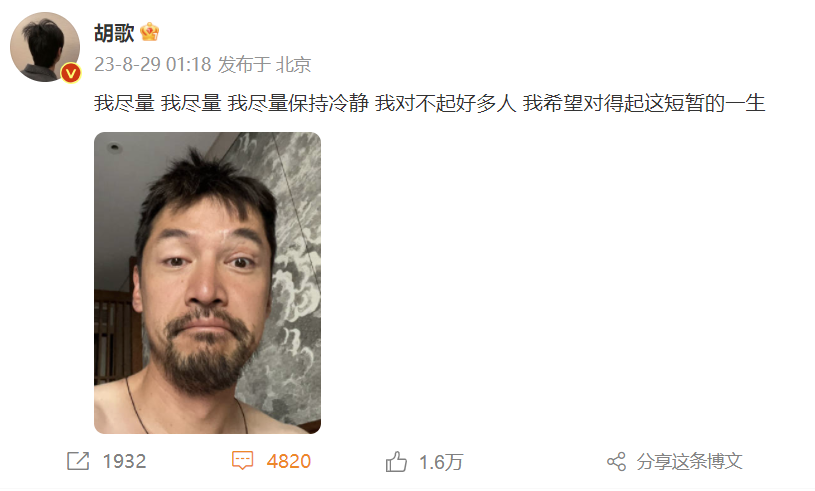 胡歌
23-8-29 01:18 发布于 北京
我尽量 我尽量 我尽量保持冷静 我对不起好多人 我希望对得起这短暂的一生
1932
4820
1.6万
分享这条博文